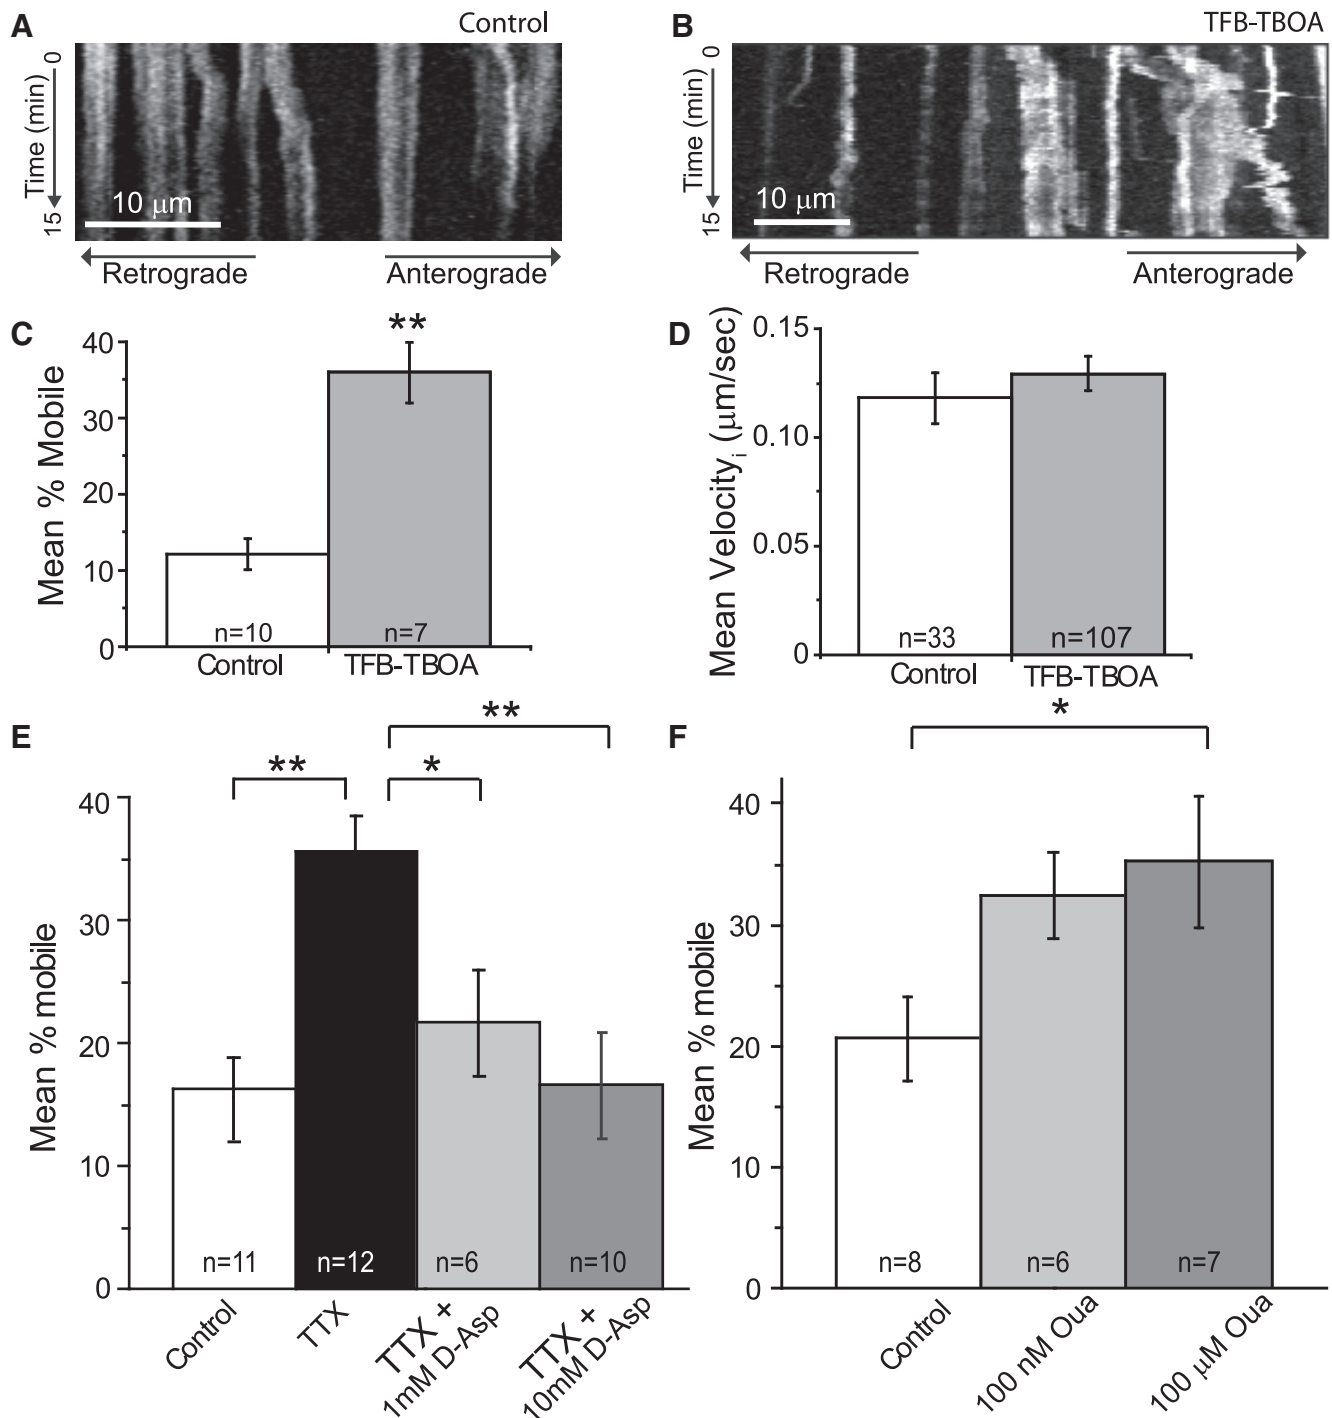 A
Control
Time (min)
0
15
10 μm
Retrograde
Anterograde
B
TFB-TBOA
Time (min)
0
15
10 μm
Retrograde
Anterograde
C
Mean % Mobile
40
30
20
10
0
**
n=10
n=7
Control
TFB-TBOA
D
Mean Velocityi (μm/sec)
0.15
0.10
0.05
0
n=33
n=107
Control
TFB-TBOA
E
Mean % mobile
40
30
20
10
0
**
*
**
n=11
n=12
n=6
n=10
Control
TTX
TTX +
1mM D-Asp
TTX +
10mM D-Asp
F
Mean % mobile
40
30
20
10
0
*
n=8
n=6
n=7
Control
100 nM Oua
100 μM Oua